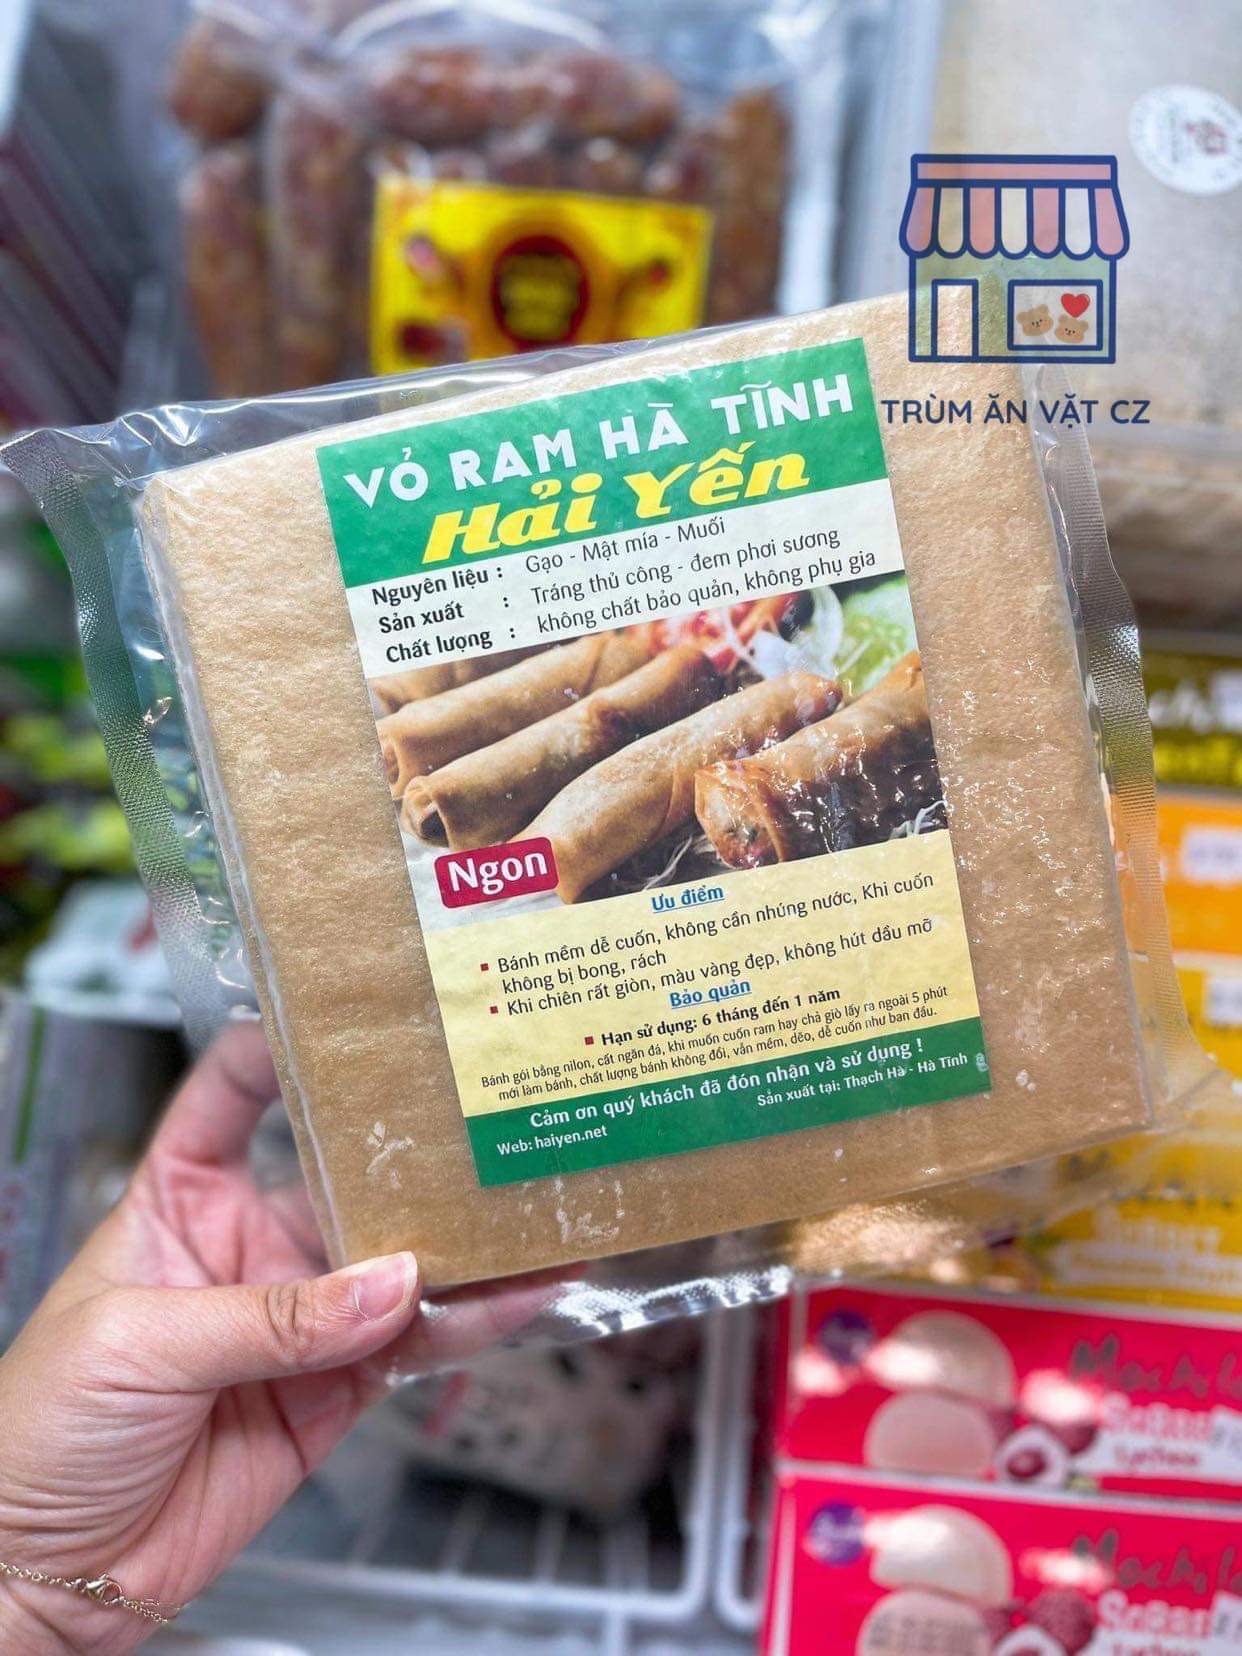 TRÙM ĂN VẶT CZ
VỎ RAM HÀ TĨNH
Hải Yến
Nguyên liệu : Gạo - Mật mía - Muối
Sản xuất : Tráng thủ công - đem phơi sương
Chất lượng : không chất bảo quản, không phụ gia
Ngon
Ưu điểm
▪ Bánh mềm dễ cuốn, không cần nhúng nước, Khi cuốn
không bị bong, rách
▪ Khi chiên rất giòn, màu vàng đẹp, không hút dầu mỡ
Bảo quản
▪ Hạn sử dụng: 6 tháng đến 1 năm
Bánh gói bằng nilon, cất ngăn đá, khi muốn cuốn ram hay chả giò lấy ra ngoài 5 phút
mới làm bánh, chất lượng bánh không đổi, vẫn mềm, dẻo, dễ cuốn như ban đầu.
Cảm ơn quý khách đã đón nhận và sử dụng !
Web: haiyen.net
Sản xuất tại: Thạch Hà - Hà Tĩnh
Lychee